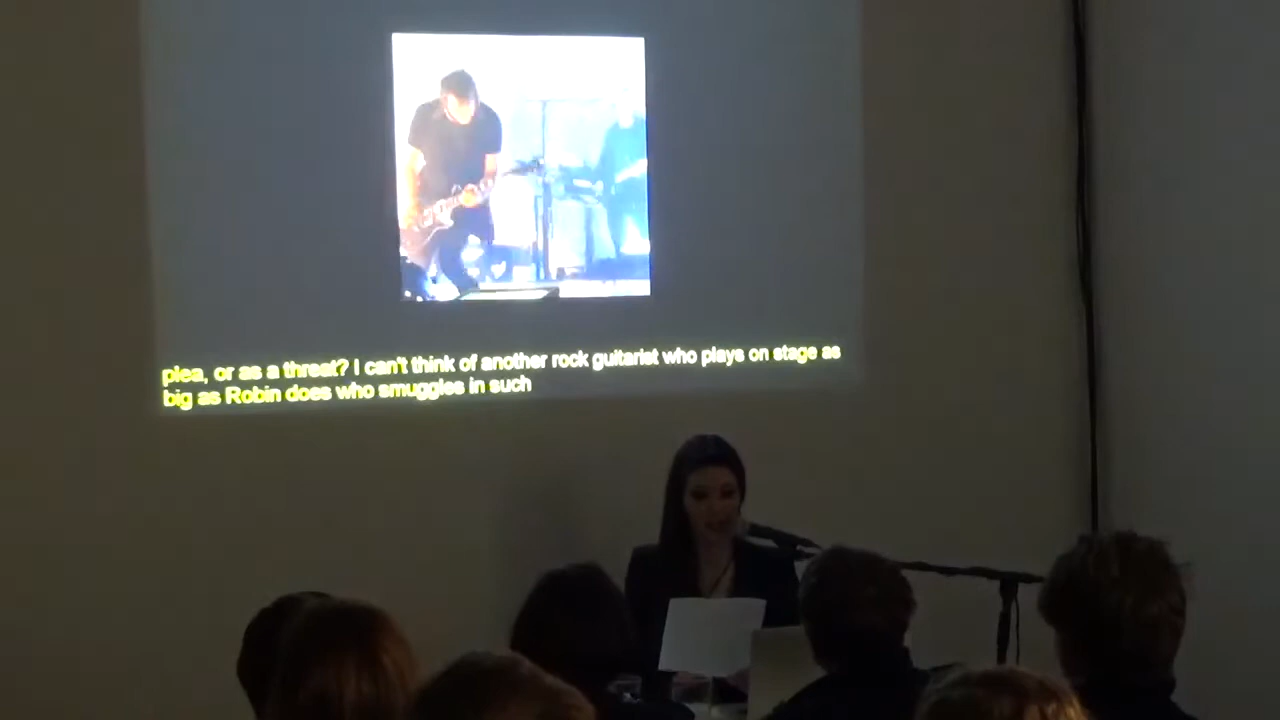 plea, or as a threat? I can't think of another rock guitarist who plays on stage as
big as Robin does who smuggles in such